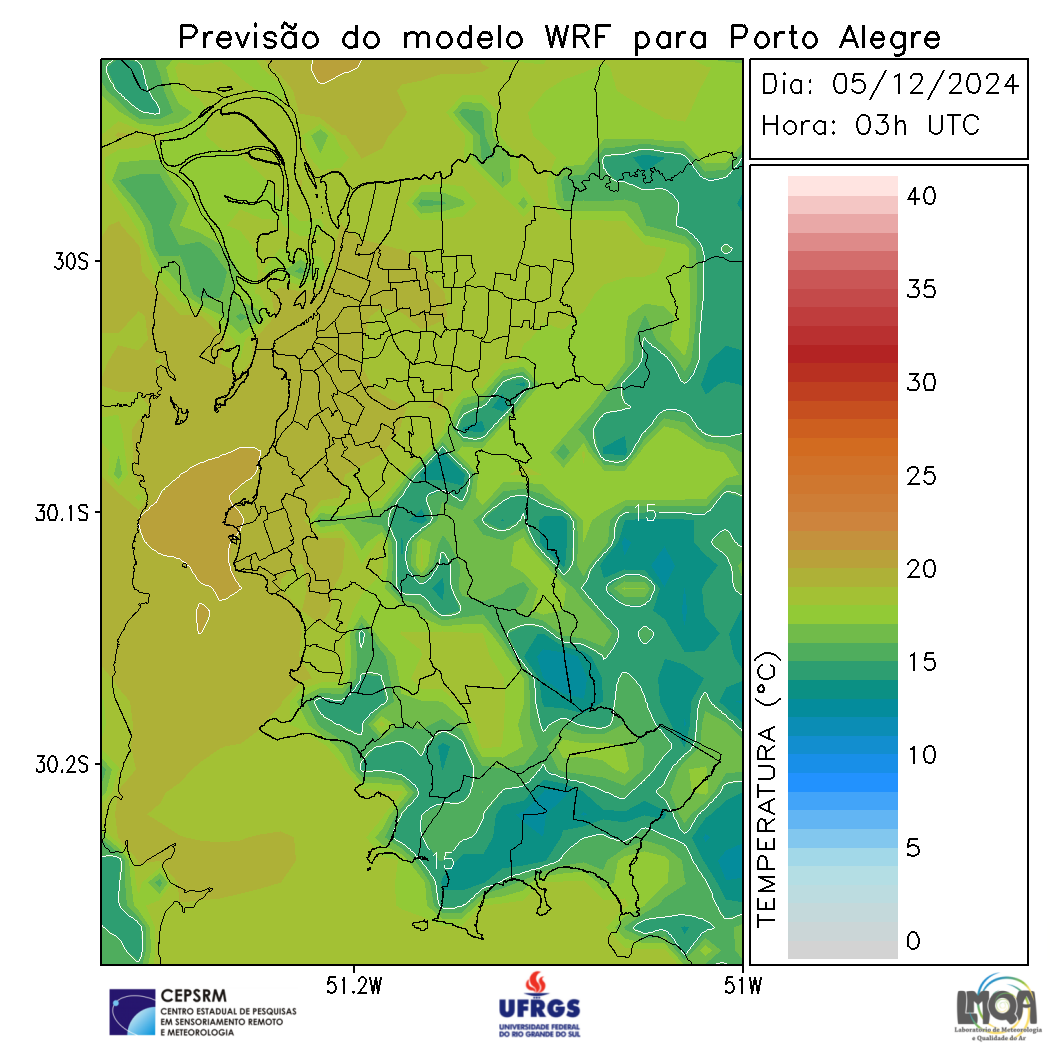 Previsão do modelo WRF para Porto Alegre
Dia: 05/12/2024
Hora: 03h UTC
40
35
30
25
20
15
10
5
0
TEMPERATURA (°C)
30S
30.1S
30.2S
15
15
51.2W
51W
CEPSRM
CENTRO ESTADUAL DE PESQUISAS
EM SENSORIAMENTO REMOTO
E METEOROLOGIA
UFRGS
UNIVERSIDADE FEDERAL
DO RIO GRANDE DO SUL
LMQA
Laboratório de Meteorologia
e Qualidade do Ar